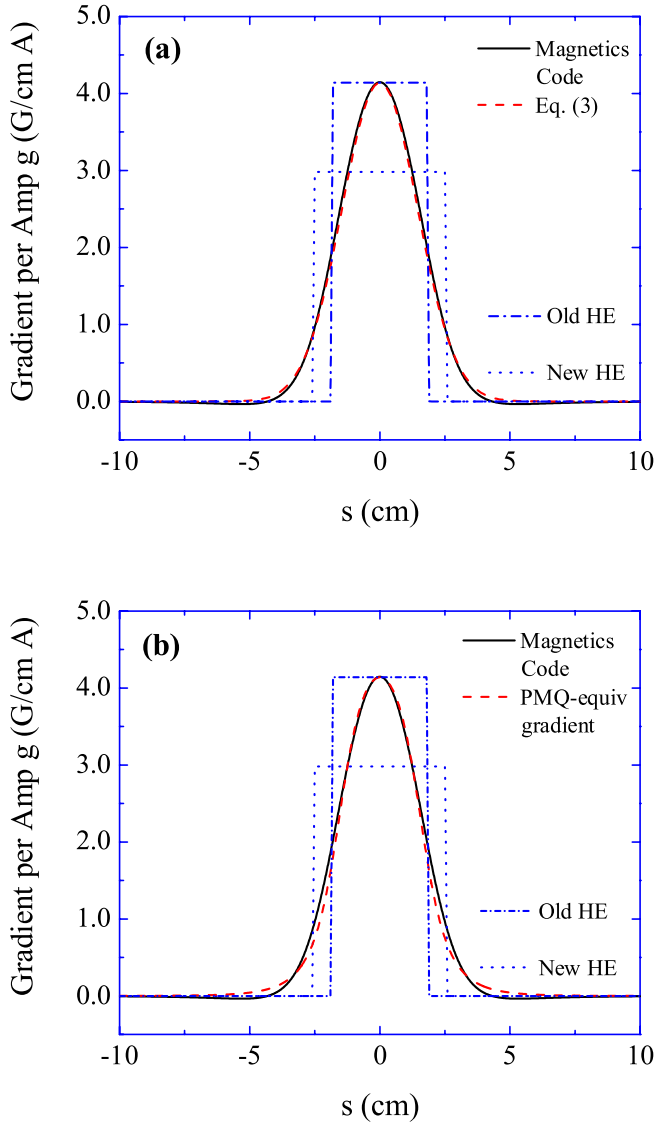 5.0
(a)
Magnetics
Code
Eq. (3)
4.0
3.0
2.0
1.0
0.0
Gradient per Amp g (G/cm A)
Old HE
New HE
-10
-5
0
5
10
s (cm)
5.0
(b)
Magnetics
Code
PMQ-equiv
gradient
4.0
3.0
2.0
1.0
0.0
Gradient per Amp g (G/cm A)
Old HE
New HE
-10
-5
0
5
10
s (cm)